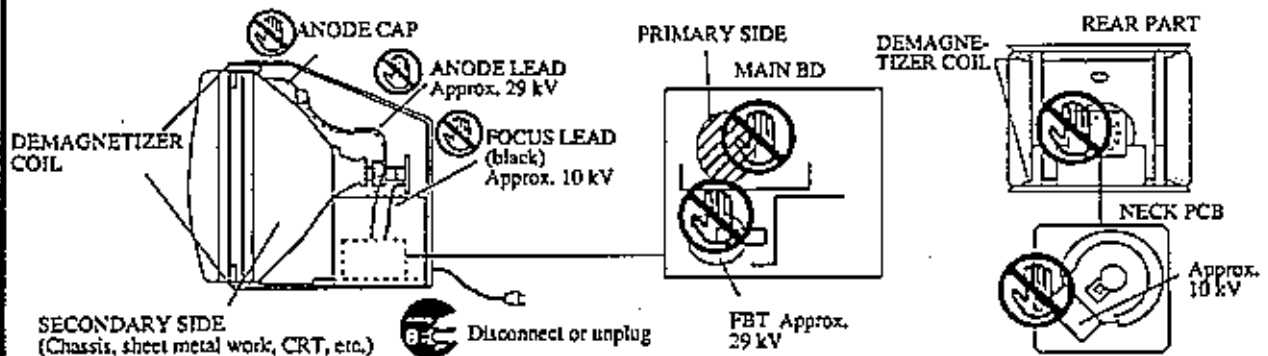 ANODE CAP
ANODE LEAD
Approx. 29 kV
FOCUS LEAD
(black)
Approx. 10 kV
DEMAGNETIZER
COIL
SECONDARY SIDE
(Chassis, sheet metal work, CRT, etc.)
Disconnect or unplug
PRIMARY SIDE
MAIN BD
FBT Approx.
29 kV
REAR PART
DEMAGNE-
TIZER COIL
NECK PCB
Approx.
10 kV